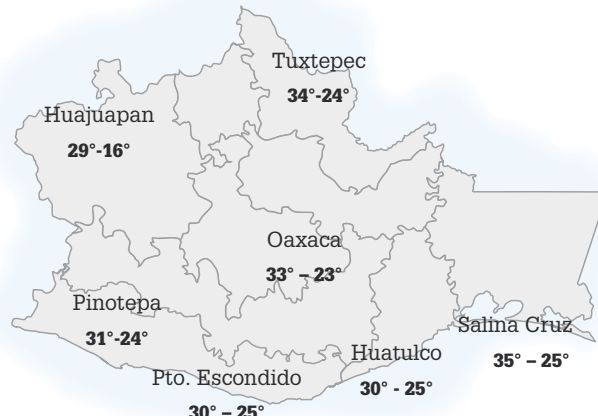 Tuxtepec
34°-24°
Huajuapan
29°-16°
Oaxaca
33° – 23°
Pinotepa
31°-24°
Salina Cruz
35° – 25°
Huatulco
30° - 25°
Pto. Escondido
30° – 25°